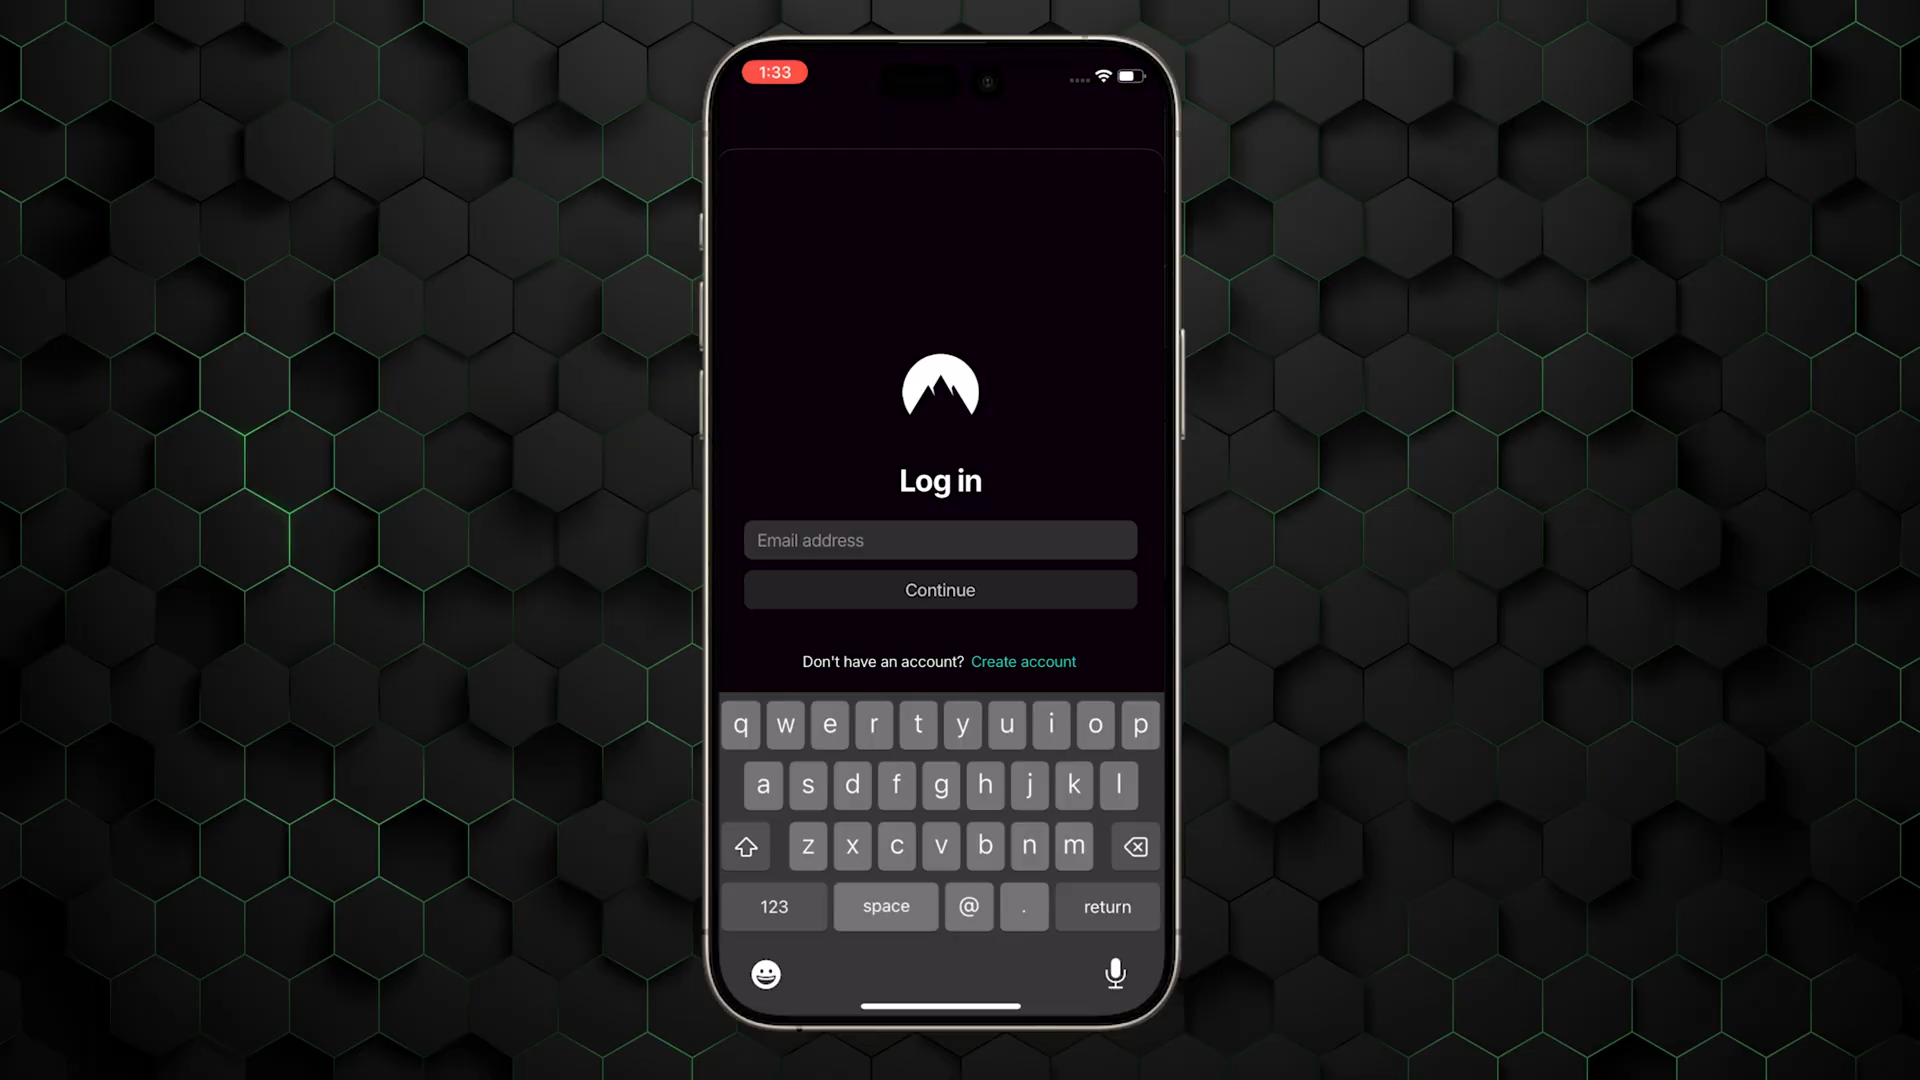 1:33
Log in
Email address
Continue
Don't have an account? Create account
q w e r t y u i o p
a s d f g h j k l
z x c v b n m
123 space @ . return